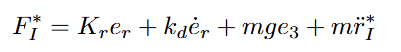 $F_I^* = K_r e_r + k_d \dot{e}_r + mge_3 + m\ddot{r}_I^*$